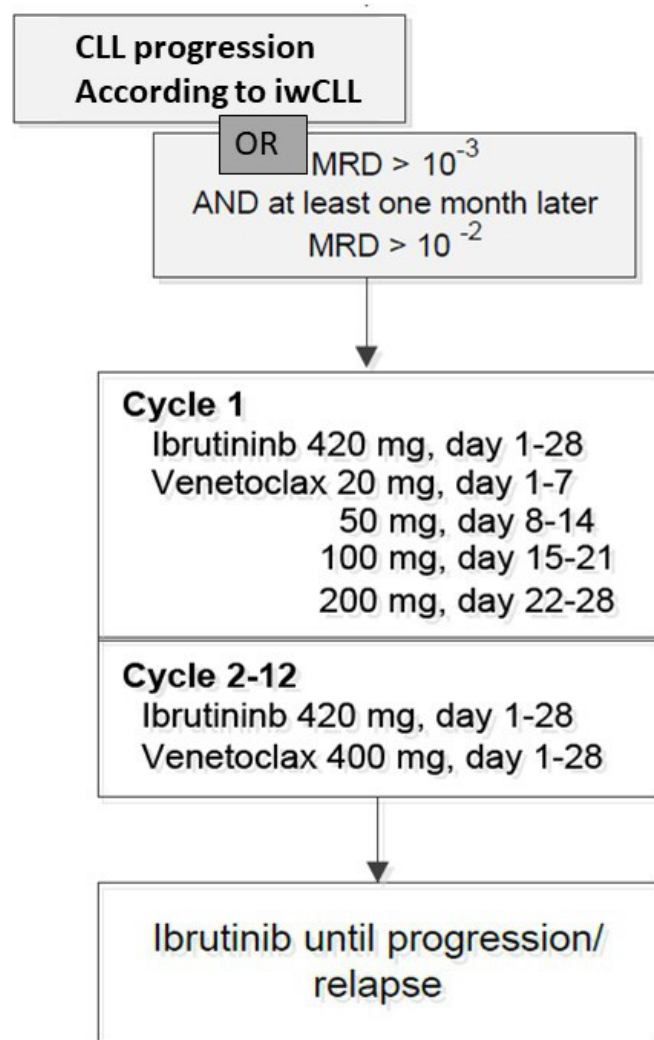 CLL progression
According to iwCLL
OR
MRD > 10⁻³
AND at least one month later
MRD > 10 ⁻²
Cycle 1
Ibrutininb 420 mg, day 1-28
Venetoclax 20 mg, day 1-7
50 mg, day 8-14
100 mg, day 15-21
200 mg, day 22-28
Cycle 2-12
Ibrutininb 420 mg, day 1-28
Venetoclax 400 mg, day 1-28
Ibrutinib until progression/
relapse